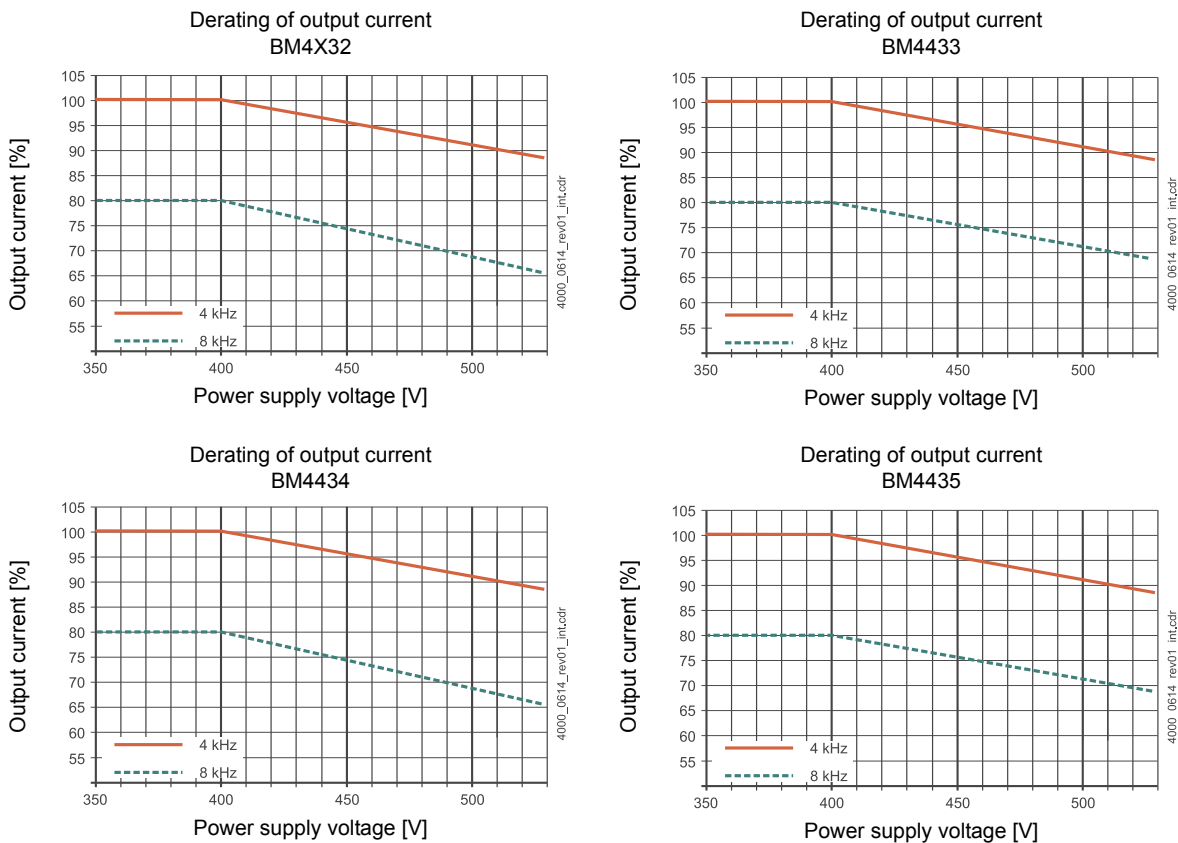 Derating of output current
BM4X32
105
100
95
90
85
80
75
70
65
60
55
Output current [%]
4 kHz
8 kHz
350
400
450
500
Power supply voltage [V]
4000_0614_rev01_int.cdr
Derating of output current
BM4433
105
100
95
90
85
80
75
70
65
60
55
Output current [%]
4 kHz
8 kHz
350
400
450
500
Power supply voltage [V]
4000_0614_rev01_int.cdr
Derating of output current
BM4434
105
100
95
90
85
80
75
70
65
60
55
Output current [%]
4 kHz
8 kHz
350
400
450
500
Power supply voltage [V]
4000_0614_rev01_int.cdr
Derating of output current
BM4435
105
100
95
90
85
80
75
70
65
60
55
Output current [%]
4 kHz
8 kHz
350
400
450
500
Power supply voltage [V]
4000_0614_rev01_int.cdr